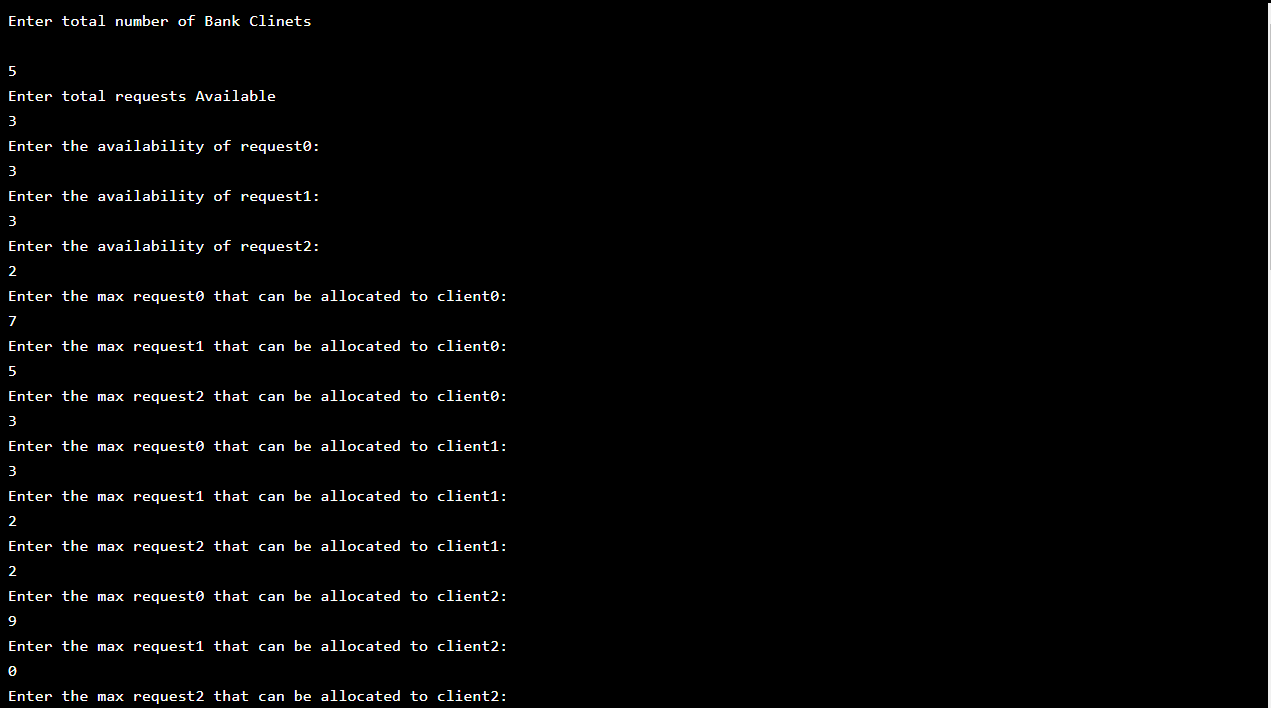 Enter total number of Bank Clinets
5
Enter total requests Available
3
Enter the availability of request0:
3
Enter the availability of request1:
3
Enter the availability of request2:
2
Enter the max request0 that can be allocated to client0:
7
Enter the max request1 that can be allocated to client0:
5
Enter the max request2 that can be allocated to client0:
3
Enter the max request0 that can be allocated to client1:
3
Enter the max request1 that can be allocated to client1:
2
Enter the max request2 that can be allocated to client1:
2
Enter the max request0 that can be allocated to client2:
9
Enter the max request1 that can be allocated to client2:
0
Enter the max request2 that can be allocated to client2: